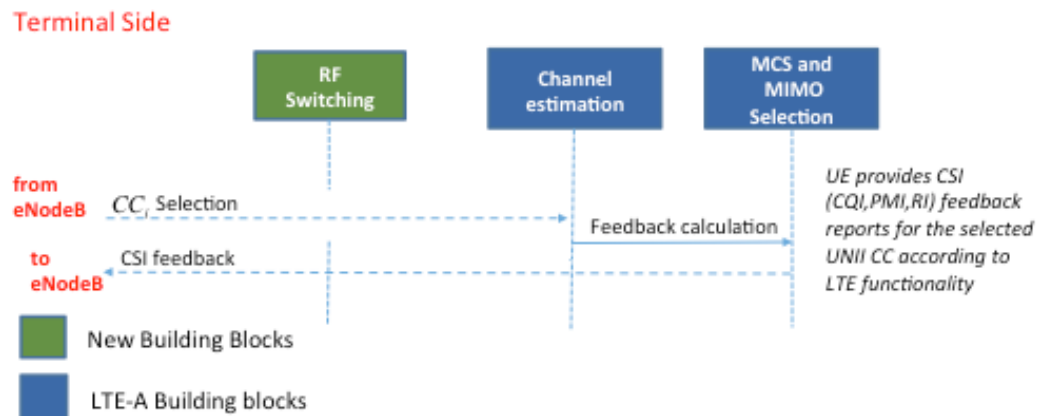 Terminal Side
RF
Switching
Channel
estimation
MCS and
MIMO
Selection
from
eNodeB
CCᵢ Selection
Feedback calculation
UE provides CSI
(CQI,PMI,RI) feedback
reports for the selected
UNII CC according to
LTE functionality
to
eNodeB
CSI feedback
New Building Blocks
LTE-A Building blocks